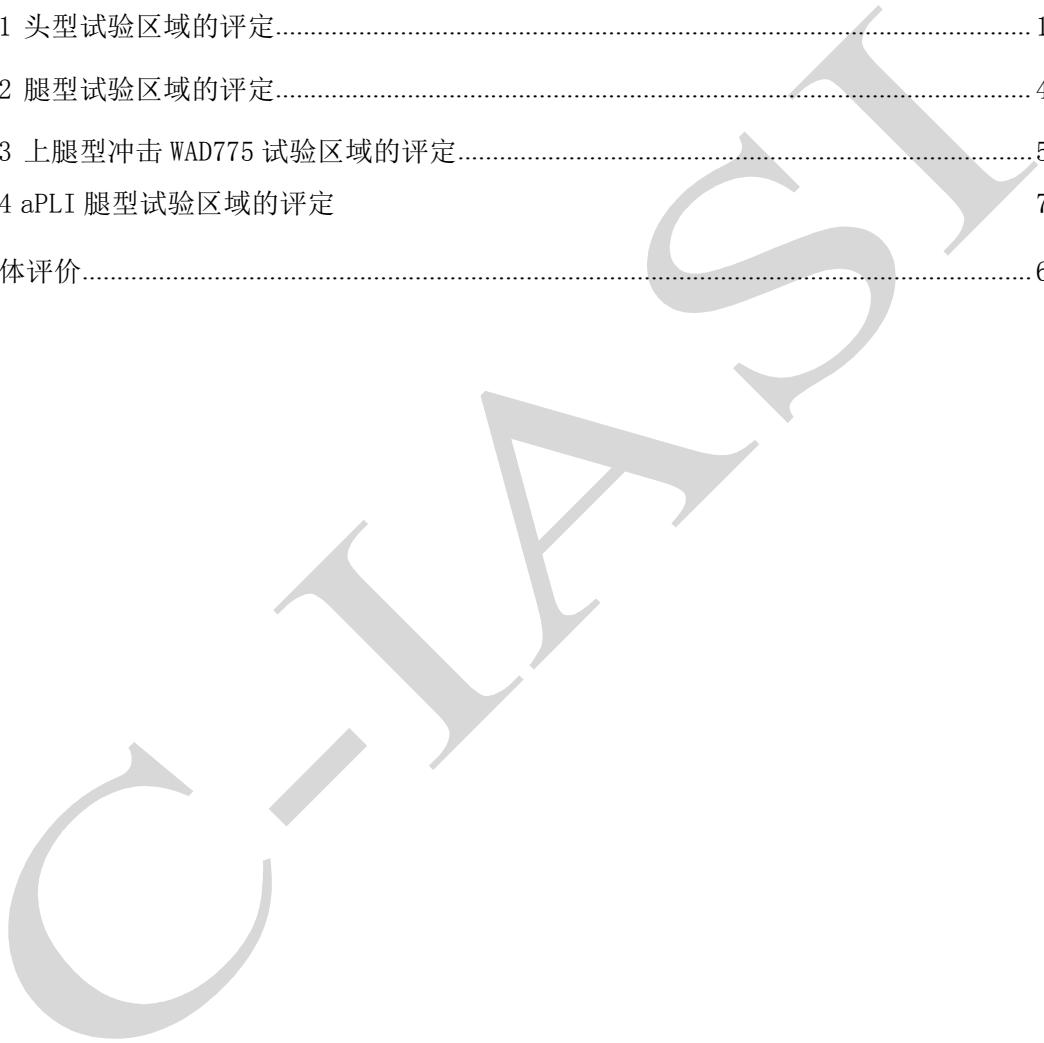 1 头型试验区域的评定........................................1
2 腿型试验区域的评定........................................4
3 上腿型冲击 WAD775 试验区域的评定........................................5
4 aPLI 腿型试验区域的评定 7
体评价........................................6
C-IASI